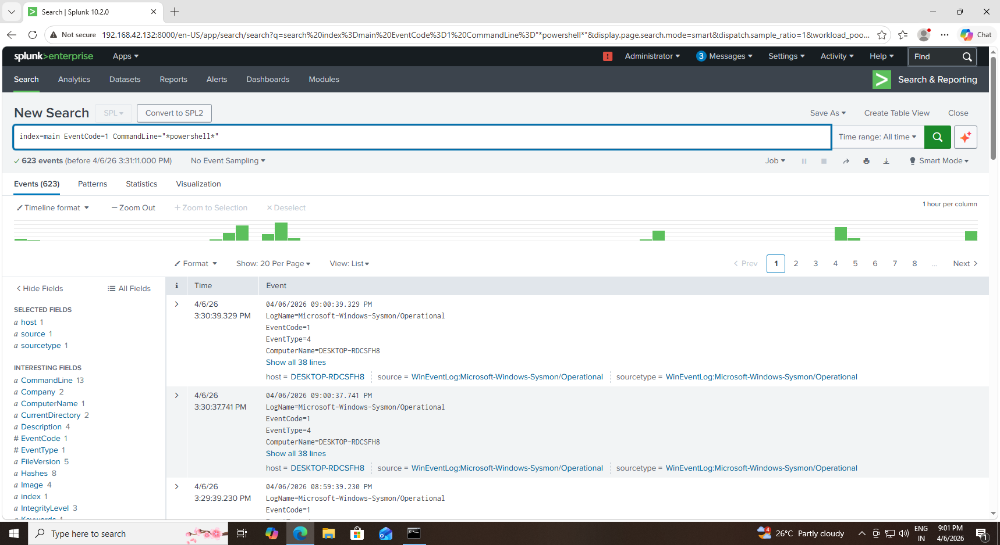 Search | Splunk 10.2.0
Not secure 192.168.42.132:8000/en-US/app/search/search?q=search%20index%3Dmain%20EventCode%3D1%20CommandLine%3D"*powershell*"&display.page.search.mode=smart&dispatch.sample_ratio=1&workload_poo... Chat
splunk>enterprise Apps Administrator 3 Messages Settings Activity Help Find
Search Analytics Datasets Reports Alerts Dashboards Modules Search & Reporting
New Search SPL Convert to SPL2 Save As Create Table View Close
index=main EventCode=1 CommandLine="*powershell*" Time range: All time
623 events (before 4/6/26 3:31:11.000 PM) No Event Sampling Job Smart Mode
Events (623) Patterns Statistics Visualization
Timeline format — Zoom Out + Zoom to Selection × Deselect 1 hour per column
Format Show: 20 Per Page View: List < Prev 1 2 3 4 5 6 7 8 ... Next >
< Hide Fields All Fields
SELECTED FIELDS
a host 1
a source 1
a sourcetype 1
INTERESTING FIELDS
a CommandLine 13
a Company 2
a ComputerName 1
a CurrentDirectory 2
a Description 4
# EventCode 1
# EventType 1
a FileVersion 5
a Hashes 8
a Image 4
a index 1
a IntegrityLevel 3
a Keywords 1
i Time Event
4/6/26
3:30:39.329 PM
04/06/2026 09:00:39.329 PM
LogName=Microsoft-Windows-Sysmon/Operational
EventCode=1
EventType=4
ComputerName=DESKTOP-RDCSFH8
Show all 38 lines
host = DESKTOP-RDCSFH8 source = WinEventLog:Microsoft-Windows-Sysmon/Operational sourcetype = WinEventLog:Microsoft-Windows-Sysmon/Operational
4/6/26
3:30:37.741 PM
04/06/2026 09:00:37.741 PM
LogName=Microsoft-Windows-Sysmon/Operational
EventCode=1
EventType=4
ComputerName=DESKTOP-RDCSFH8
Show all 38 lines
host = DESKTOP-RDCSFH8 source = WinEventLog:Microsoft-Windows-Sysmon/Operational sourcetype = WinEventLog:Microsoft-Windows-Sysmon/Operational
4/6/26
3:29:39.230 PM
04/06/2026 08:59:39.230 PM
LogName=Microsoft-Windows-Sysmon/Operational
EventCode=1
Type here to search 4 26°C Partly cloudy ENG IN 9:01 PM 4/6/2026 1